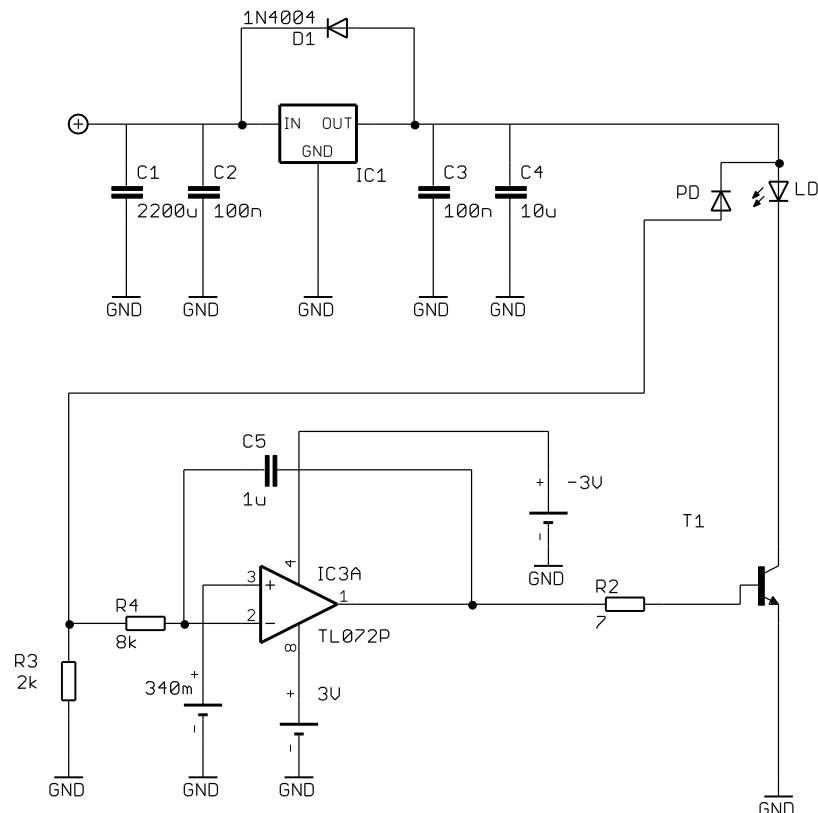 1N4004
D1
IN OUT
GND
IC1
C1
2200u
C2
100n
C3
100n
C4
10u
PD
LD
GND
GND
GND
GND
GND
C5
1u
+
-3V
-
GND
T1
4
IC3A
3
+
1
2
-
TL072P
8
R4
8k
R2
7
R3
2k
340m
+
-
+
3V
-
GND
GND
GND
GND